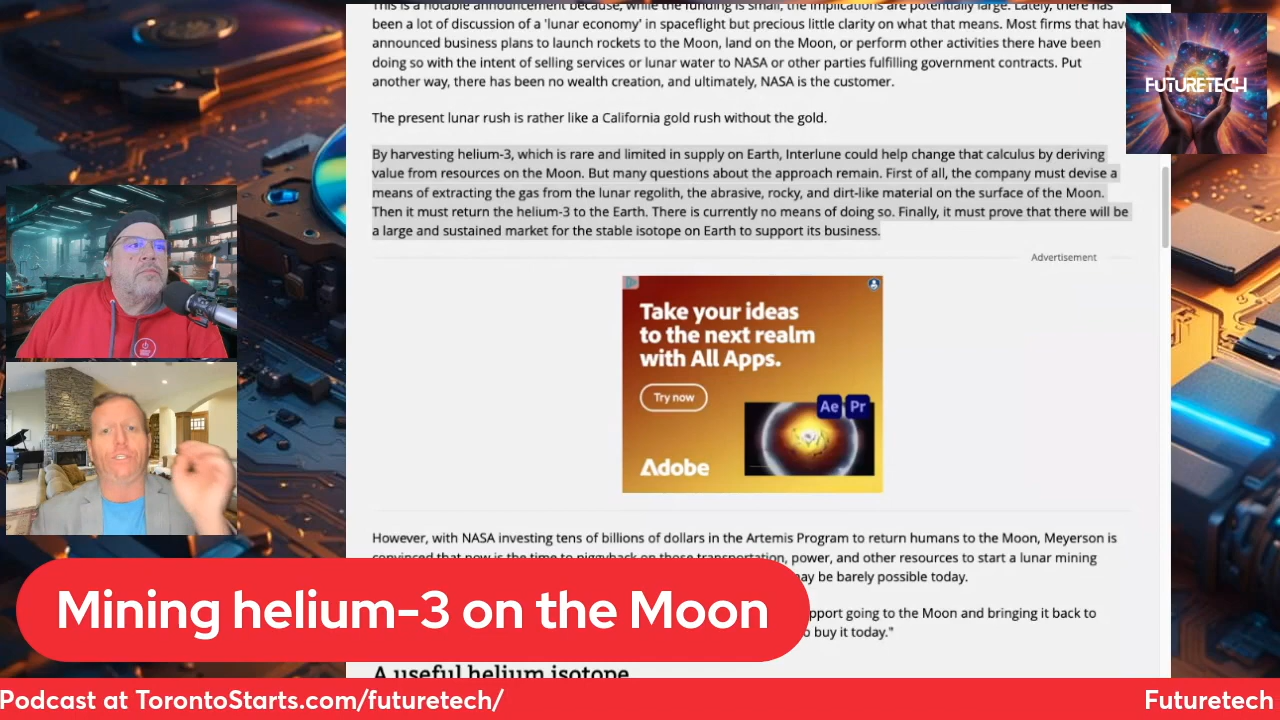 This is a notable announcement because, while the funding is small, the implications are potentially large. Lately, there has
been a lot of discussion of a 'lunar economy' in spaceflight but precious little clarity on what that means. Most firms that have
announced business plans to launch rockets to the Moon, land on the Moon, or perform other activities there have been
doing so with the intent of selling services or lunar water to NASA or other parties fulfilling government contracts. Put
another way, there has been no wealth creation, and ultimately, NASA is the customer.
The present lunar rush is rather like a California gold rush without the gold.
By harvesting helium-3, which is rare and limited in supply on Earth, Interlune could help change that calculus by deriving
value from resources on the Moon. But many questions about the approach remain. First of all, the company must devise a
means of extracting the gas from the lunar regolith, the abrasive, rocky, and dirt-like material on the surface of the Moon.
Then it must return the helium-3 to the Earth. There is currently no means of doing so. Finally, it must prove that there will be
a large and sustained market for the stable isotope on Earth to support its business.
Advertisement
Take your ideas
to the next realm
with All Apps.
Try now
Ae Pr
Adobe
However, with NASA investing tens of billions of dollars in the Artemis Program to return humans to the Moon, Meyerson is
convinced that now is the time to piggyback on those transportation, power, and other resources to start a lunar mining
may be barely possible today.
support going to the Moon and bringing it back to
buy it today."
A useful helium isotope
FUTURETECH
Mining helium-3 on the Moon
Podcast at TorontoStarts.com/futuretech/
Futuretech